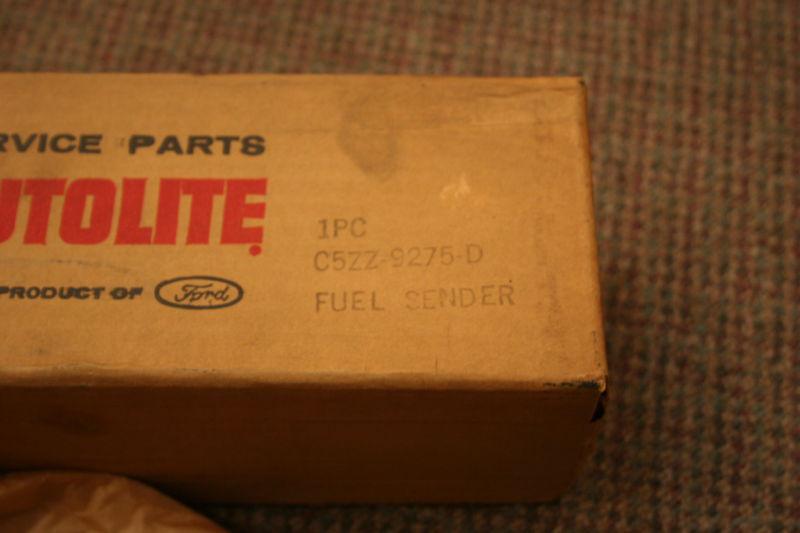 RVICE PARTS
UTOLITE
PRODUCT OF Ford
1PC
C5ZZ-9275-D
FUEL SENDER